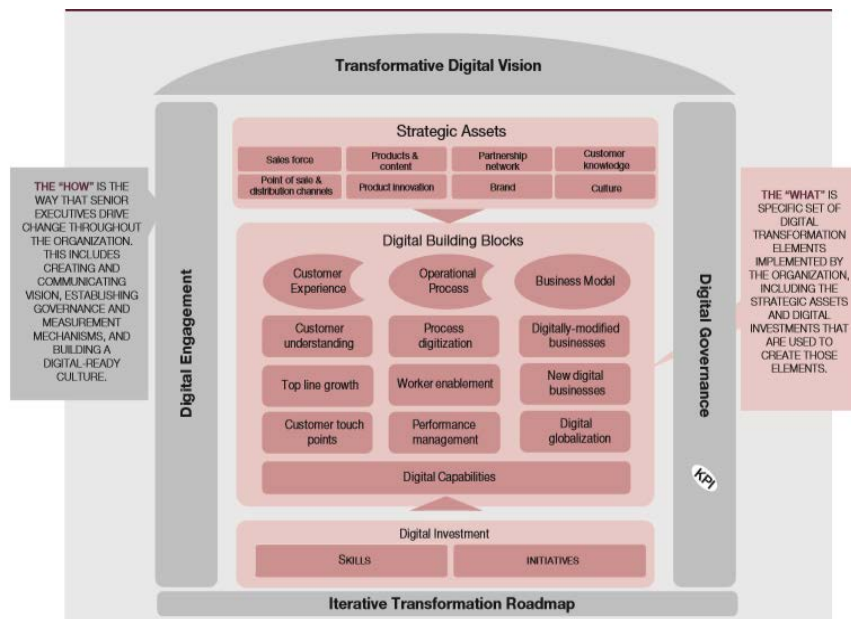 Transformative Digital Vision
Strategic Assets
Sales force
Products &
content
Partnership
network
Customer
knowledge
Point of sale &
distribution channels
Product innovation
Brand
Culture
THE "HOW" IS THE
WAY THAT SENIOR
EXECUTIVES DRIVE
CHANGE THROUGHOUT
THE ORGANIZATION.
THIS INCLUDES
CREATING AND
COMMUNICATING
VISION, ESTABLISHING
GOVERNANCE AND
MEASUREMENT
MECHANISMS, AND
BUILDING A
DIGITAL-READY
CULTURE.
Digital Engagement
Digital Building Blocks
Customer
Experience
Operational
Process
Business Model
Customer
understanding
Process
digitization
Digitally-modified
businesses
Top line growth
Worker enablement
New digital
businesses
Customer touch
points
Performance
management
Digital
globalization
Digital Capabilities
Digital Governance
KPI
THE "WHAT" IS
SPECIFIC SET OF
DIGITAL
TRANSFORMATION
ELEMENTS
IMPLEMENTED BY
THE ORGANIZATION,
INCLUDING THE
STRATEGIC ASSETS
AND DIGITAL
INVESTMENTS THAT
ARE USED TO
CREATE THOSE
ELEMENTS.
Digital Investment
SKILLS
INITIATIVES
Iterative Transformation Roadmap